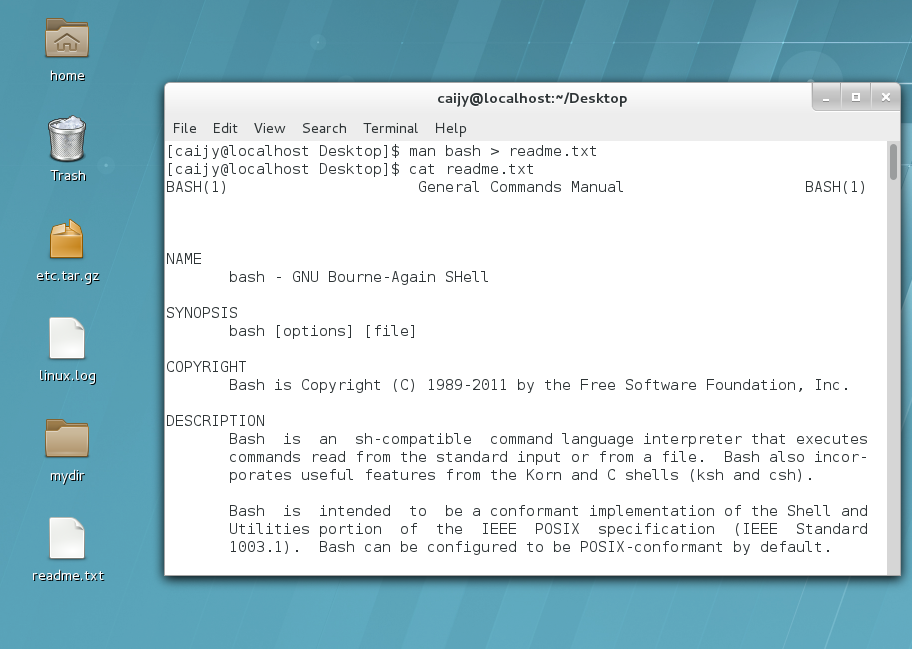 home
Trash
etc.tar.gz
linux.log
mydir
readme.txt
caijy@localhost:~/Desktop
File Edit View Search Terminal Help
[caijy@localhost Desktop]$ man bash > readme.txt
[caijy@localhost Desktop]$ cat readme.txt
BASH(1)                     General Commands Manual                    BASH(1)
NAME
       bash - GNU Bourne-Again SHell
SYNOPSIS
       bash [options] [file]
COPYRIGHT
       Bash is Copyright (C) 1989-2011 by the Free Software Foundation, Inc.
DESCRIPTION
       Bash  is  an  sh-compatible  command language interpreter that executes
       commands read from the standard input or from a file.  Bash also incor-
       porates useful features from the Korn and C shells (ksh and csh).
       Bash  is  intended  to  be a conformant implementation of the Shell and
       Utilities portion  of  the  IEEE  POSIX  specification  (IEEE  Standard
       1003.1).  Bash can be configured to be POSIX-conformant by default.